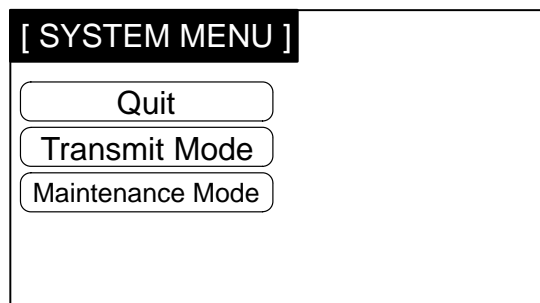 [ SYSTEM MENU ]
Quit
Transmit Mode
Maintenance Mode